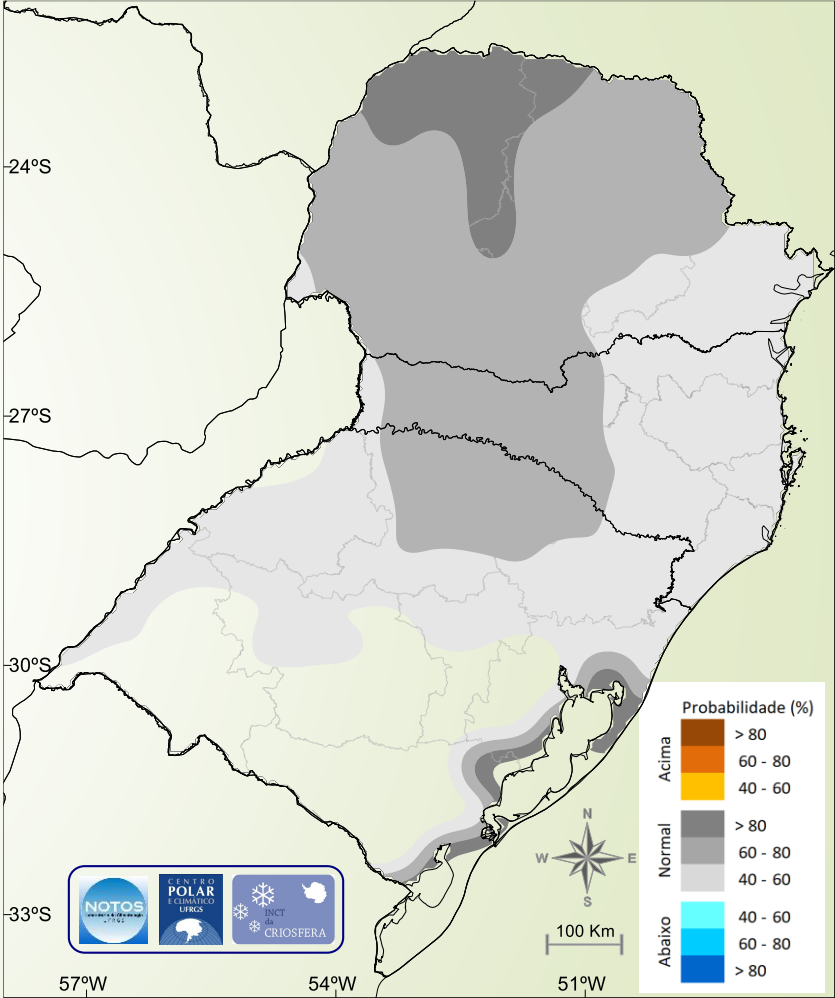 24ºS
27ºS
30ºS
33ºS
57ºW
54ºW
51ºW
Probabilidade (%)
Acima
> 80
60 - 80
40 - 60
Normal
> 80
60 - 80
40 - 60
Abaixo
40 - 60
60 - 80
> 80
N
W
E
S
100 Km
NOTOS
UFRGS
CENTRO
POLAR
E CLIMÁTICO
UFRGS
INCT
da
CRIOSFERA